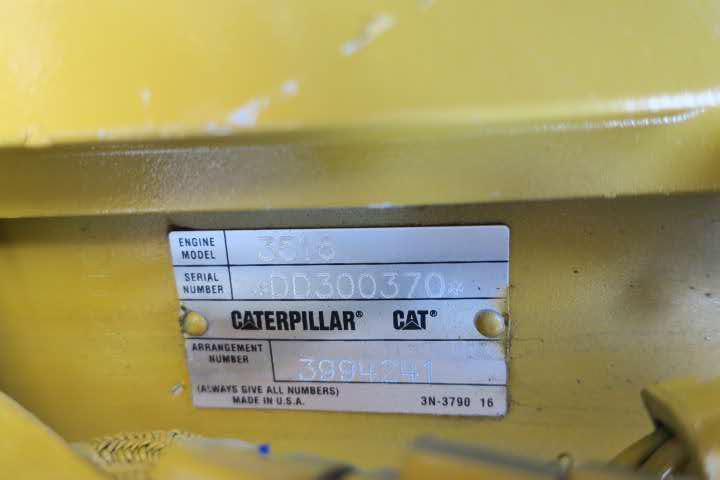 ENGINE MODEL 3516
SERIAL NUMBER *DD300370*
CATERPILLAR® CAT®
ARRANGEMENT NUMBER 3994241
(ALWAYS GIVE ALL NUMBERS)
MADE IN U.S.A. 3N-3790 16